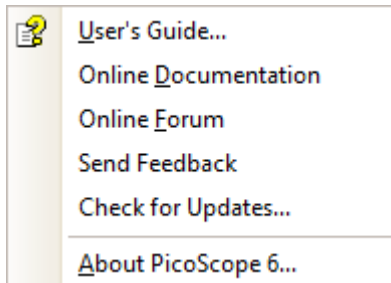 User's Guide...
Online Documentation
Online Forum
Send Feedback
Check for Updates...
About PicoScope 6...